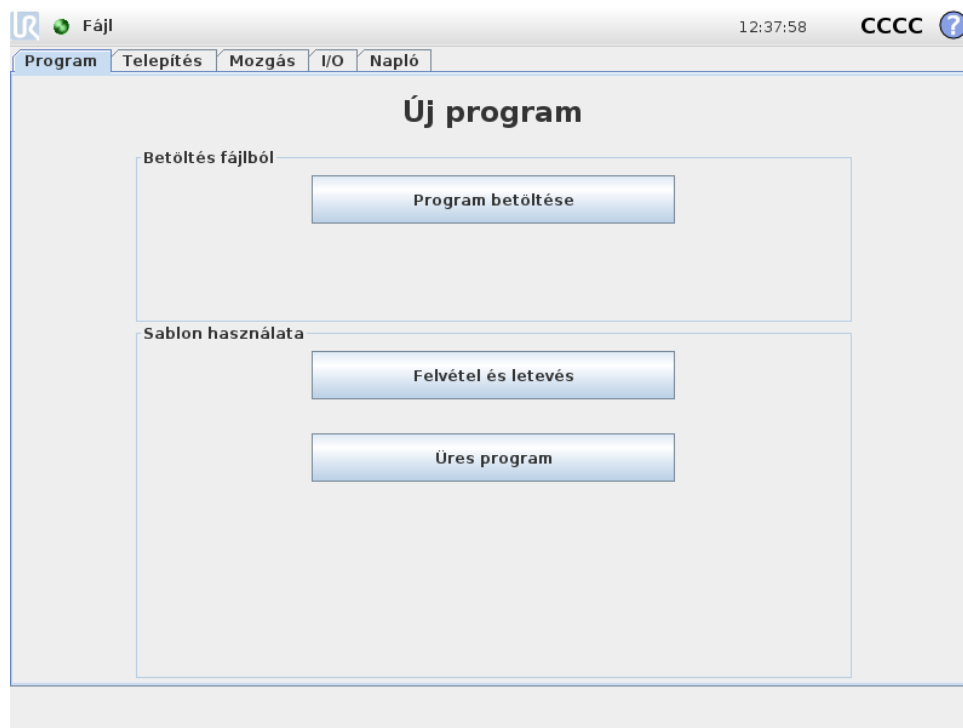 UR Fájl 12:37:58 CCCC ?
Program Telepítés Mozgás I/O Napló
Új program
Betöltés fájlból
Program betöltése
Sablon használata
Felvétel és letevés
Üres program